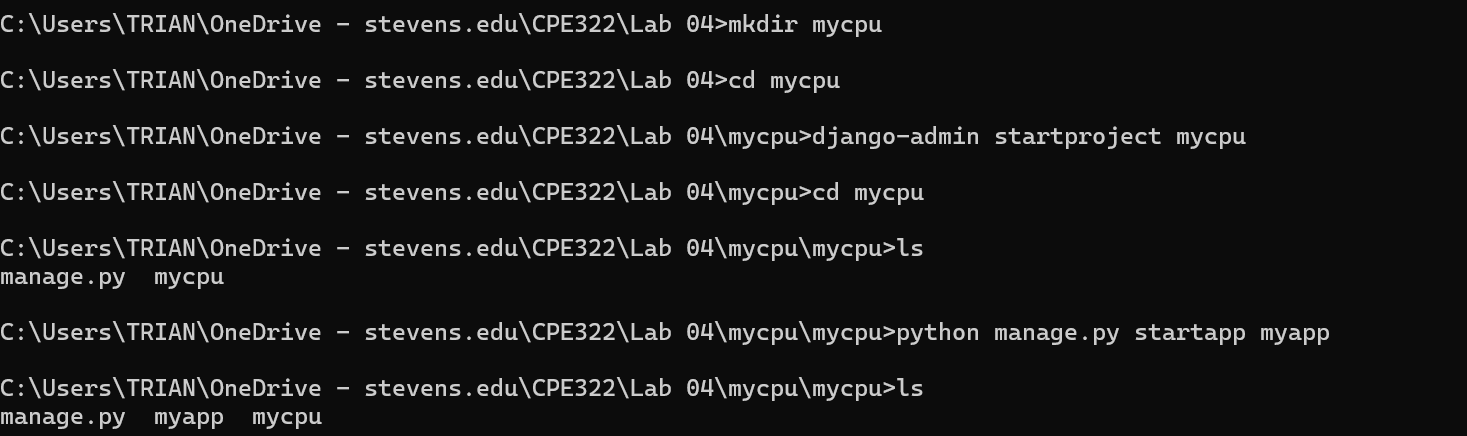 C:\Users\TRIAN\OneDrive - stevens.edu\CPE322\Lab 04>mkdir mycpu
C:\Users\TRIAN\OneDrive - stevens.edu\CPE322\Lab 04>cd mycpu
C:\Users\TRIAN\OneDrive - stevens.edu\CPE322\Lab 04\mycpu>django-admin startproject mycpu
C:\Users\TRIAN\OneDrive - stevens.edu\CPE322\Lab 04\mycpu>cd mycpu
C:\Users\TRIAN\OneDrive - stevens.edu\CPE322\Lab 04\mycpu\mycpu>ls
manage.py  mycpu
C:\Users\TRIAN\OneDrive - stevens.edu\CPE322\Lab 04\mycpu\mycpu>python manage.py startapp myapp
C:\Users\TRIAN\OneDrive - stevens.edu\CPE322\Lab 04\mycpu\mycpu>ls
manage.py  myapp  mycpu